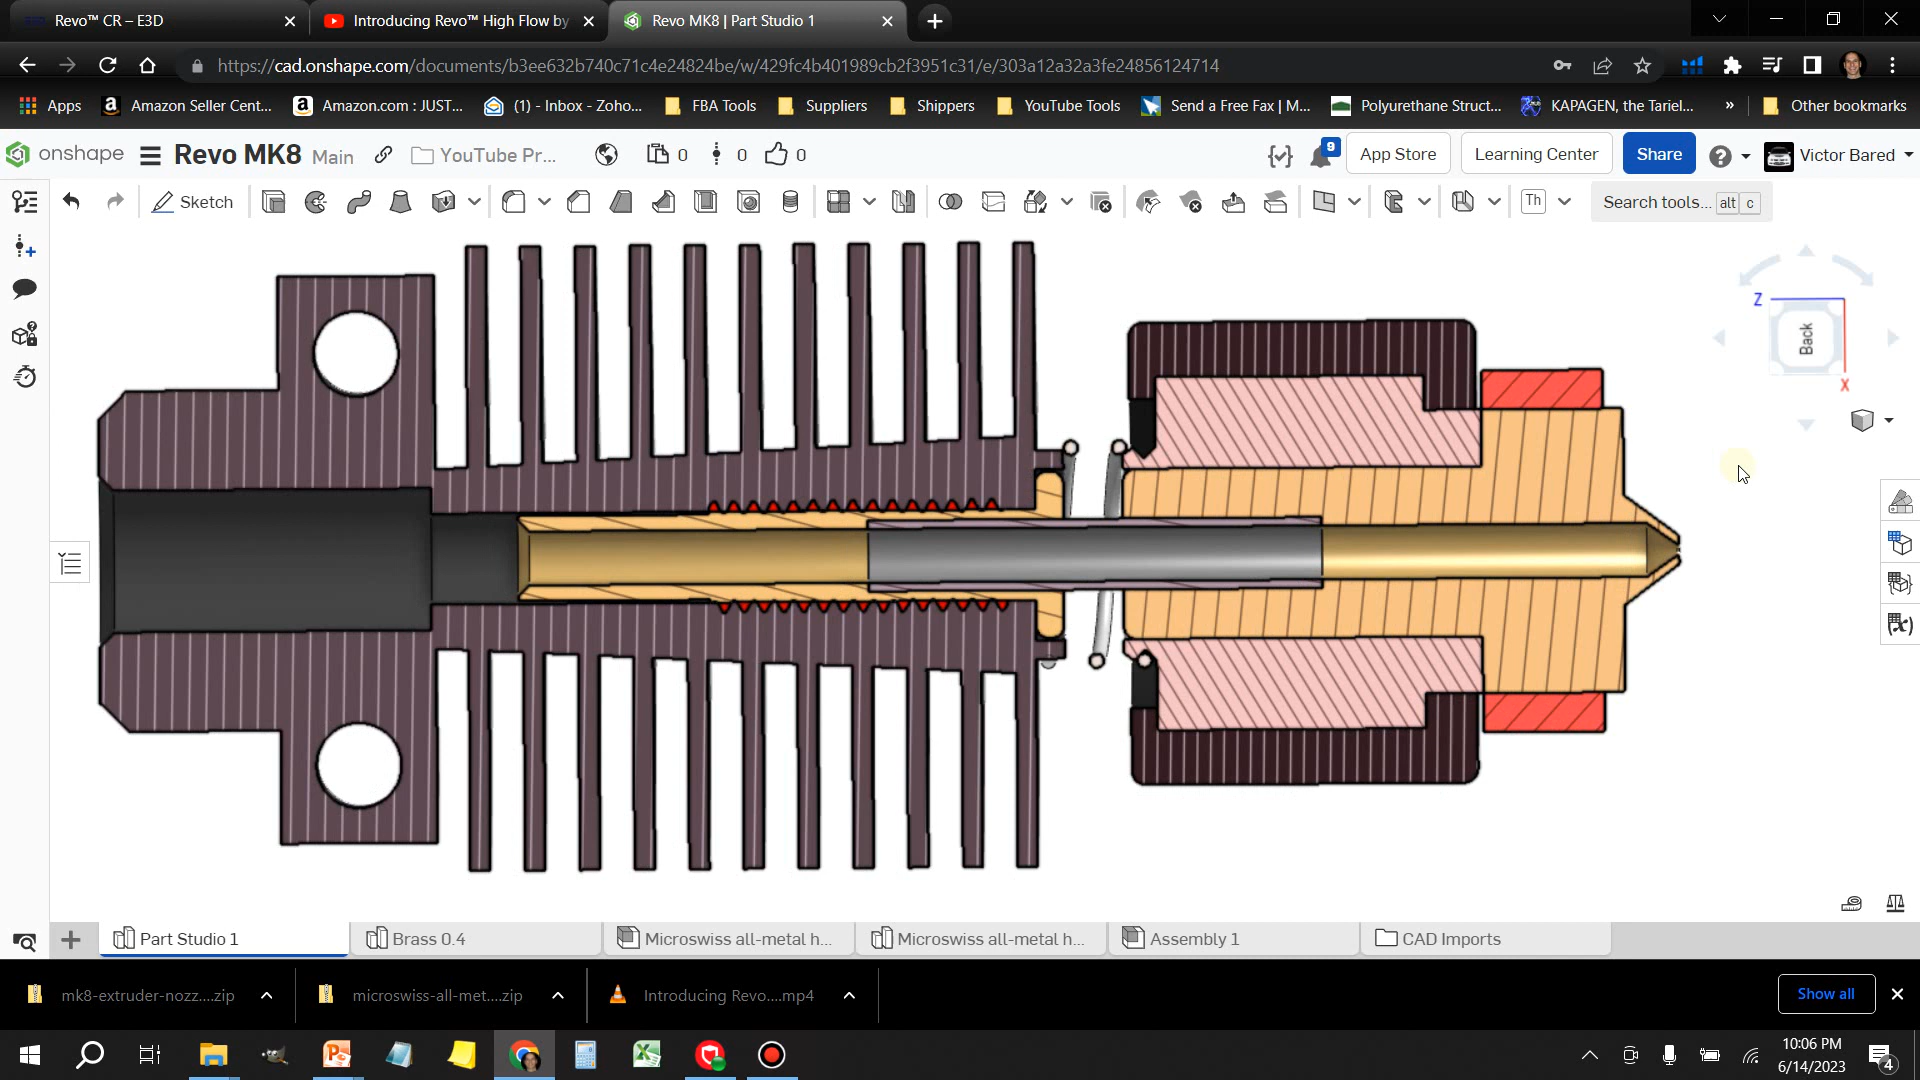 Revo™ CR – E3D
Introducing Revo™ High Flow by
Revo MK8 | Part Studio 1
https://cad.onshape.com/documents/b3ee632b740c71c4e24824be/w/429fc4b401989cb2f3951c31/e/303a12a32a3fe24856124714
Apps
Amazon Seller Cent...
Amazon.com : JUST...
(1) - Inbox - Zoho...
FBA Tools
Suppliers
Shippers
YouTube Tools
Send a Free Fax | M...
Polyurethane Struct...
KAPAGEN, the Tariel...
»
Other bookmarks
onshape
Revo MK8 Main
YouTube Pr...
0
0
0
9
App Store
Learning Center
Share
Victor Bared
Sketch
Th
Search tools... alt c
Z
Back
X
(x)
Part Studio 1
Brass 0.4
Microswiss all-metal h...
Microswiss all-metal h...
Assembly 1
CAD Imports
mk8-extruder-nozz....zip
microswiss-all-met....zip
Introducing Revo....mp4
Show all
10:06 PM
6/14/2023
4